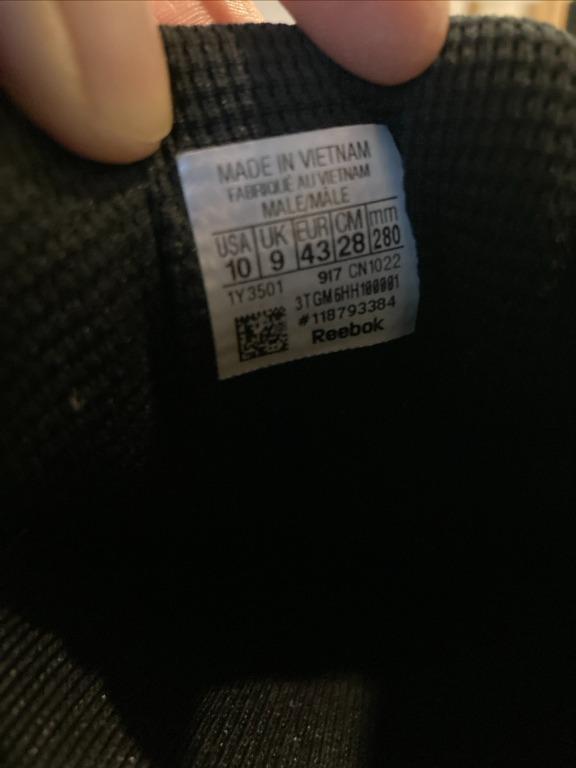 MADE IN VIETNAM
FABRIQUÉ AU VIETNAM
MALE/MÂLE
USA UK EUR CM mm
10 9 43 28 280
917 CN1022
1Y3501
3TGM6HH100001
#118793384
Reebok